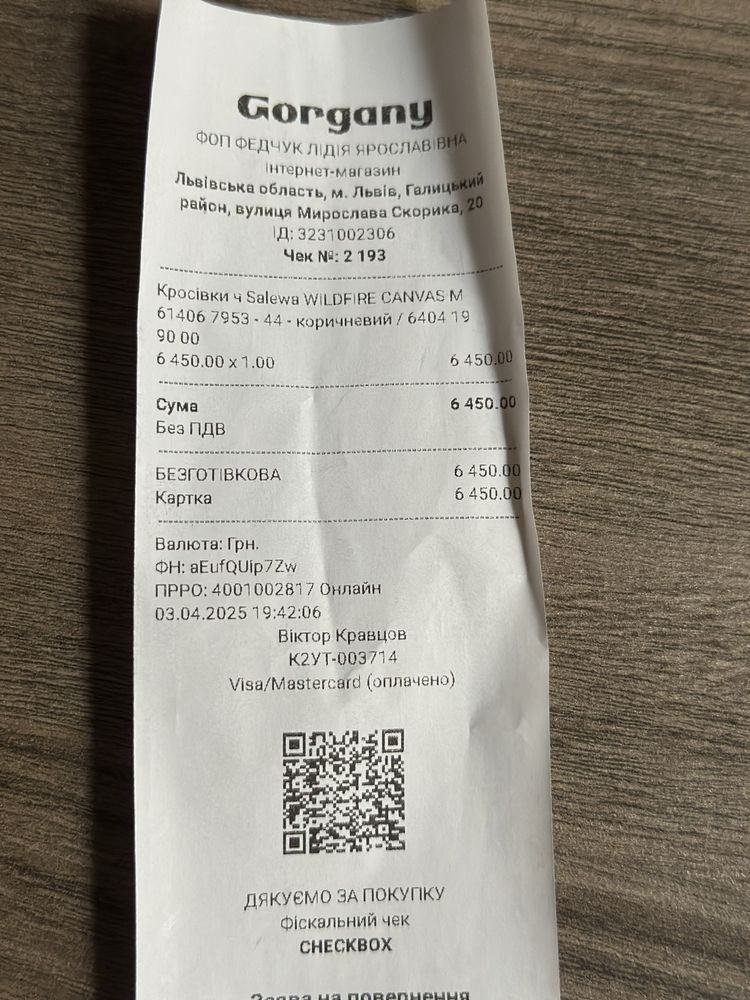 Gorgany
ФОП ФЕДЧУК ЛІДІЯ ЯРОСЛАВІВНА
Інтернет-магазин
Львівська область, м. Львів, Галицький
район, вулиця Мирослава Скорика, 20
ІД: 3231002306
Чек №: 2 193
Кросівки ч Salewa WILDFIRE CANVAS M
61406 7953 - 44 - коричневий / 6404 19
90 00
6 450.00 x 1.00 6 450.00
Сума 6 450.00
Без ПДВ
БЕЗГОТІВКОВА 6 450.00
Картка 6 450.00
Валюта: Грн.
ФН: aEufQUip7Zw
ПРРО: 4001002817 Онлайн
03.04.2025 19:42:06
Віктор Кравцов
К2УТ-003714
Visa/Mastercard (оплачено)
ДЯКУЄМО ЗА ПОКУПКУ
Фіскальний чек
CHECKBOX
Заява на повернення